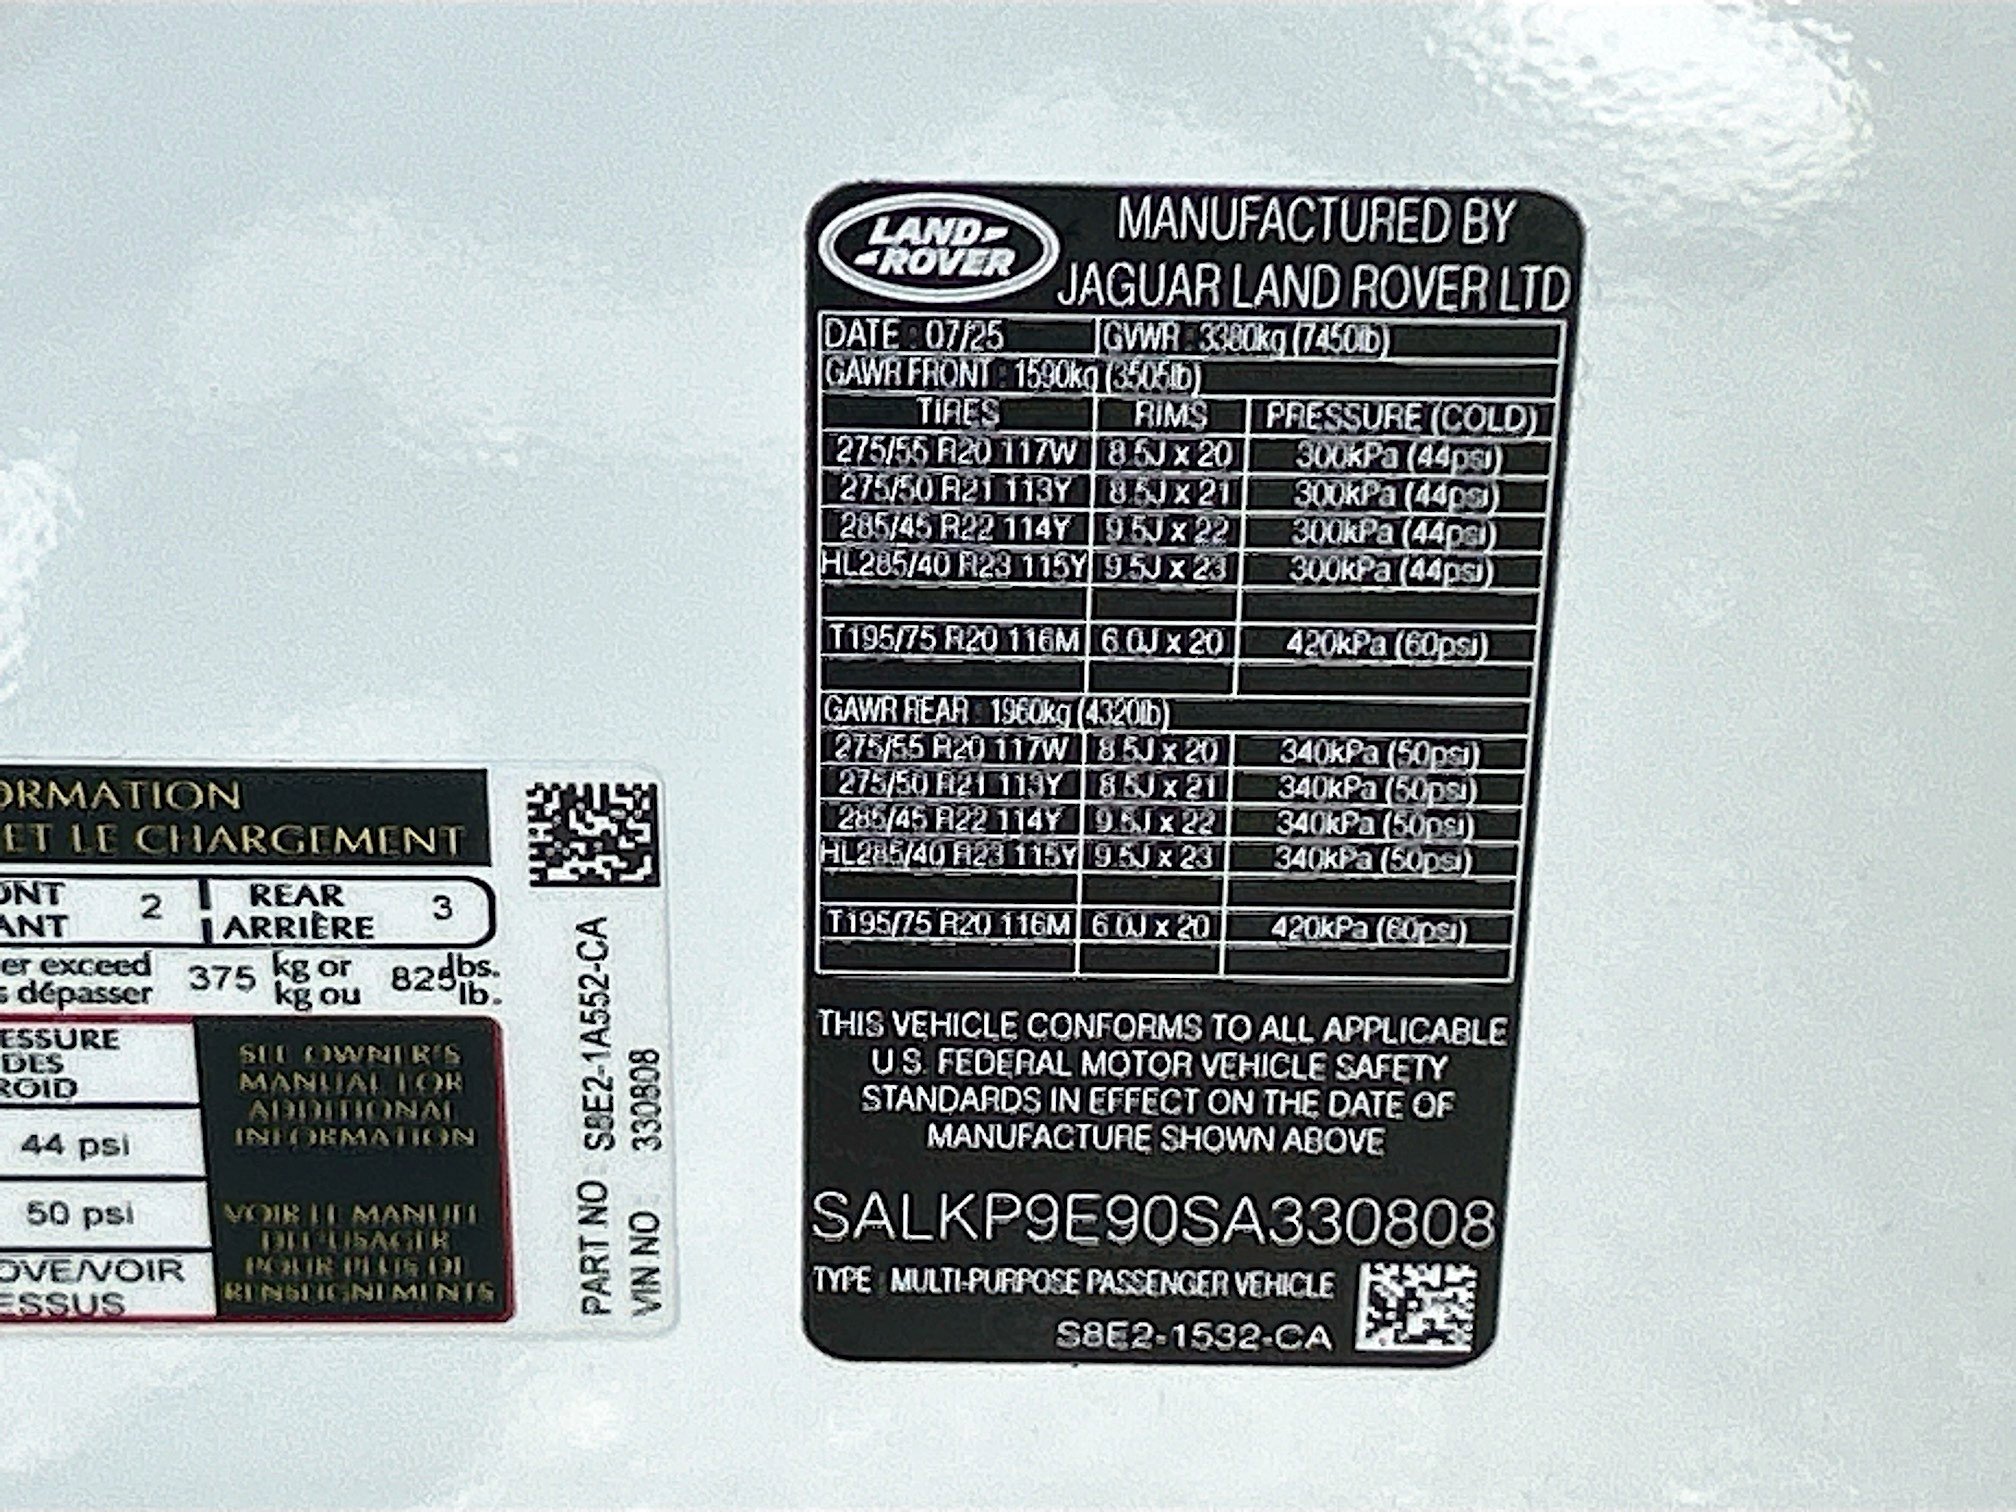 LAND
ROVER
MANUFACTURED BY
JAGUAR LAND ROVER LTD
DATE : 07/25 GVWR : 3380kg (7450lb)
GAWR FRONT : 1590kg (3505lb)
TIRES RIMS PRESSURE (COLD)
275/55 R20 117W 8.5J x 20 300kPa (44psi)
275/50 R21 113Y 8.5J x 21 300kPa (44psi)
285/45 R22 114Y 9.5J x 22 300kPa (44psi)
HL285/40 R23 115Y 9.5J x 23 300kPa (44psi)
T195/75 R20 116M 6.0J x 20 420kPa (60psi)
GAWR REAR : 1960kg (4320lb)
275/55 R20 117W 8.5J x 20 340kPa (50psi)
275/50 R21 113Y 8.5J x 21 340kPa (50psi)
285/45 R22 114Y 9.5J x 22 340kPa (50psi)
HL285/40 R23 115Y 9.5J x 23 340kPa (50psi)
T195/75 R20 116M 6.0J x 20 420kPa (60psi)
THIS VEHICLE CONFORMS TO ALL APPLICABLE
U.S. FEDERAL MOTOR VEHICLE SAFETY
STANDARDS IN EFFECT ON THE DATE OF
MANUFACTURE SHOWN ABOVE
SALKP9E90SA330808
TYPE : MULTI-PURPOSE PASSENGER VEHICLE
S8E2-1532-CA
ORMATION
ET LE CHARGEMENT
ONT 2 REAR 3
ANT ARRIÈRE
er exceed 375 kg or 825 lbs.
s dépasser kg ou lb.
ESSURE
DES
ROID
44 psi
50 psi
OVE/VOIR
ESSUS
SEE OWNER'S
MANUAL FOR
ADDITIONAL
INFORMATION
VOIR LE MANUEL
DE L'USAGER
POUR PLUS DE
RENSEIGNEMENTS
PART NO : S8E2-1A552-CA
VIN NO : 330808